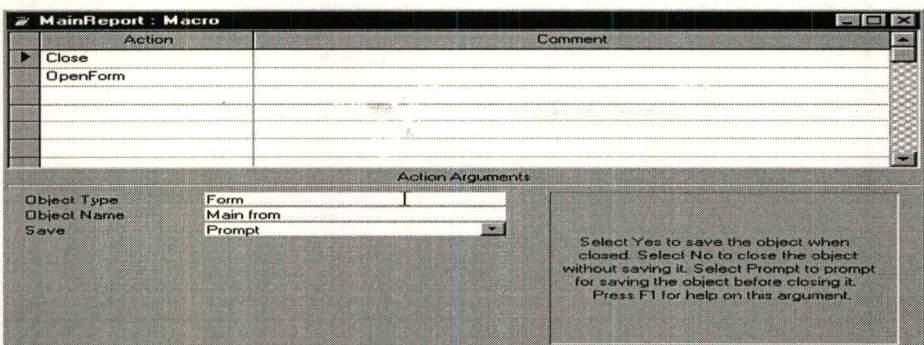 MainReport : Macro
Action Comment
Close
OpenForm
Action Arguments
Object Type Form
Object Name Main from
Save Prompt
Select Yes to save the object when
closed. Select No to close the object
without saving it. Select Prompt to prompt
for saving the object before closing it.
Press F1 for help on this argument.